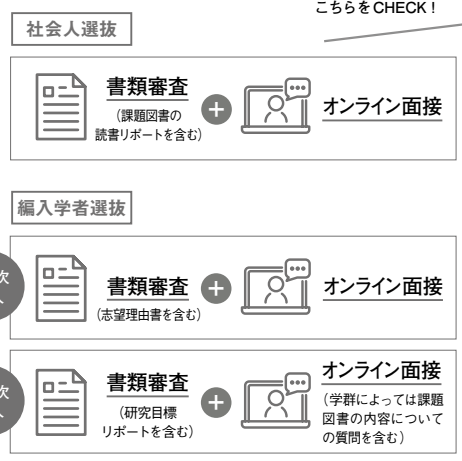 こちらをCHECK！
社会人選抜
書類審査
（課題図書の
読書リポートを含む）
+
オンライン面接
編入学者選抜
次
書類審査
（志望理由書を含む）
+
オンライン面接
次
書類審査
（研究目標
リポートを含む）
+
オンライン面接
（学群によっては課題
図書の内容について
の質問を含む）